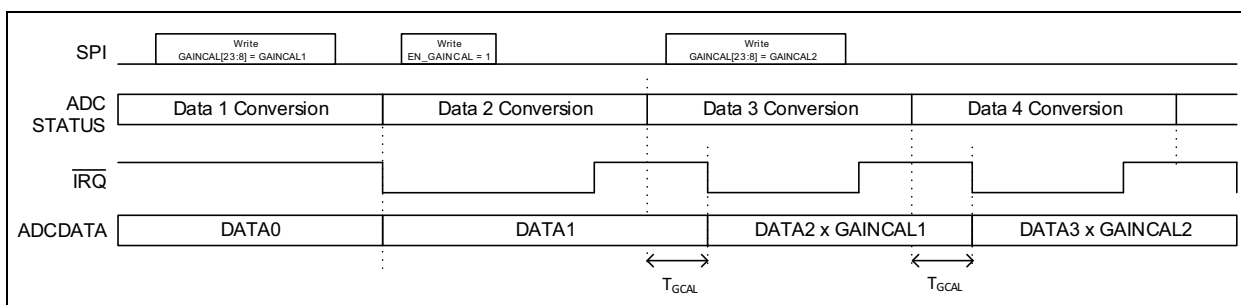 SPI
Write
GAINCAL[23:8] = GAINCAL1
Write
EN_GAINCAL = 1
Write
GAINCAL[23:8] = GAINCAL2
ADC
STATUS
Data 1 Conversion
Data 2 Conversion
Data 3 Conversion
Data 4 Conversion
IRQ
ADCDATA
DATA0
DATA1
DATA2 x GAINCAL1
DATA3 x GAINCAL2
TGCAL
TGCAL